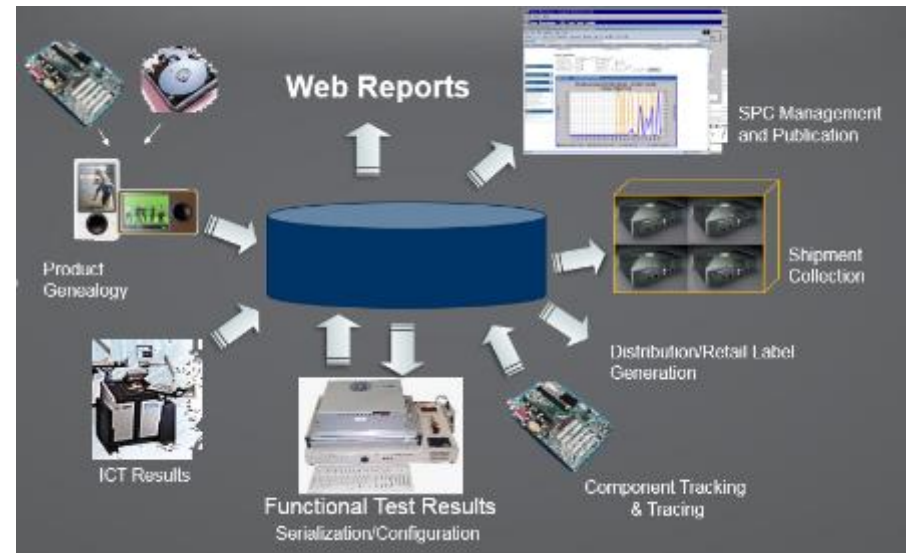 Web Reports
SPC Management
and Publication
Product
Genealogy
Shipment
Collection
Distribution/Retail Label
Generation
ICT Results
Functional Test Results
Serialization/Configuration
Component Tracking
& Tracing